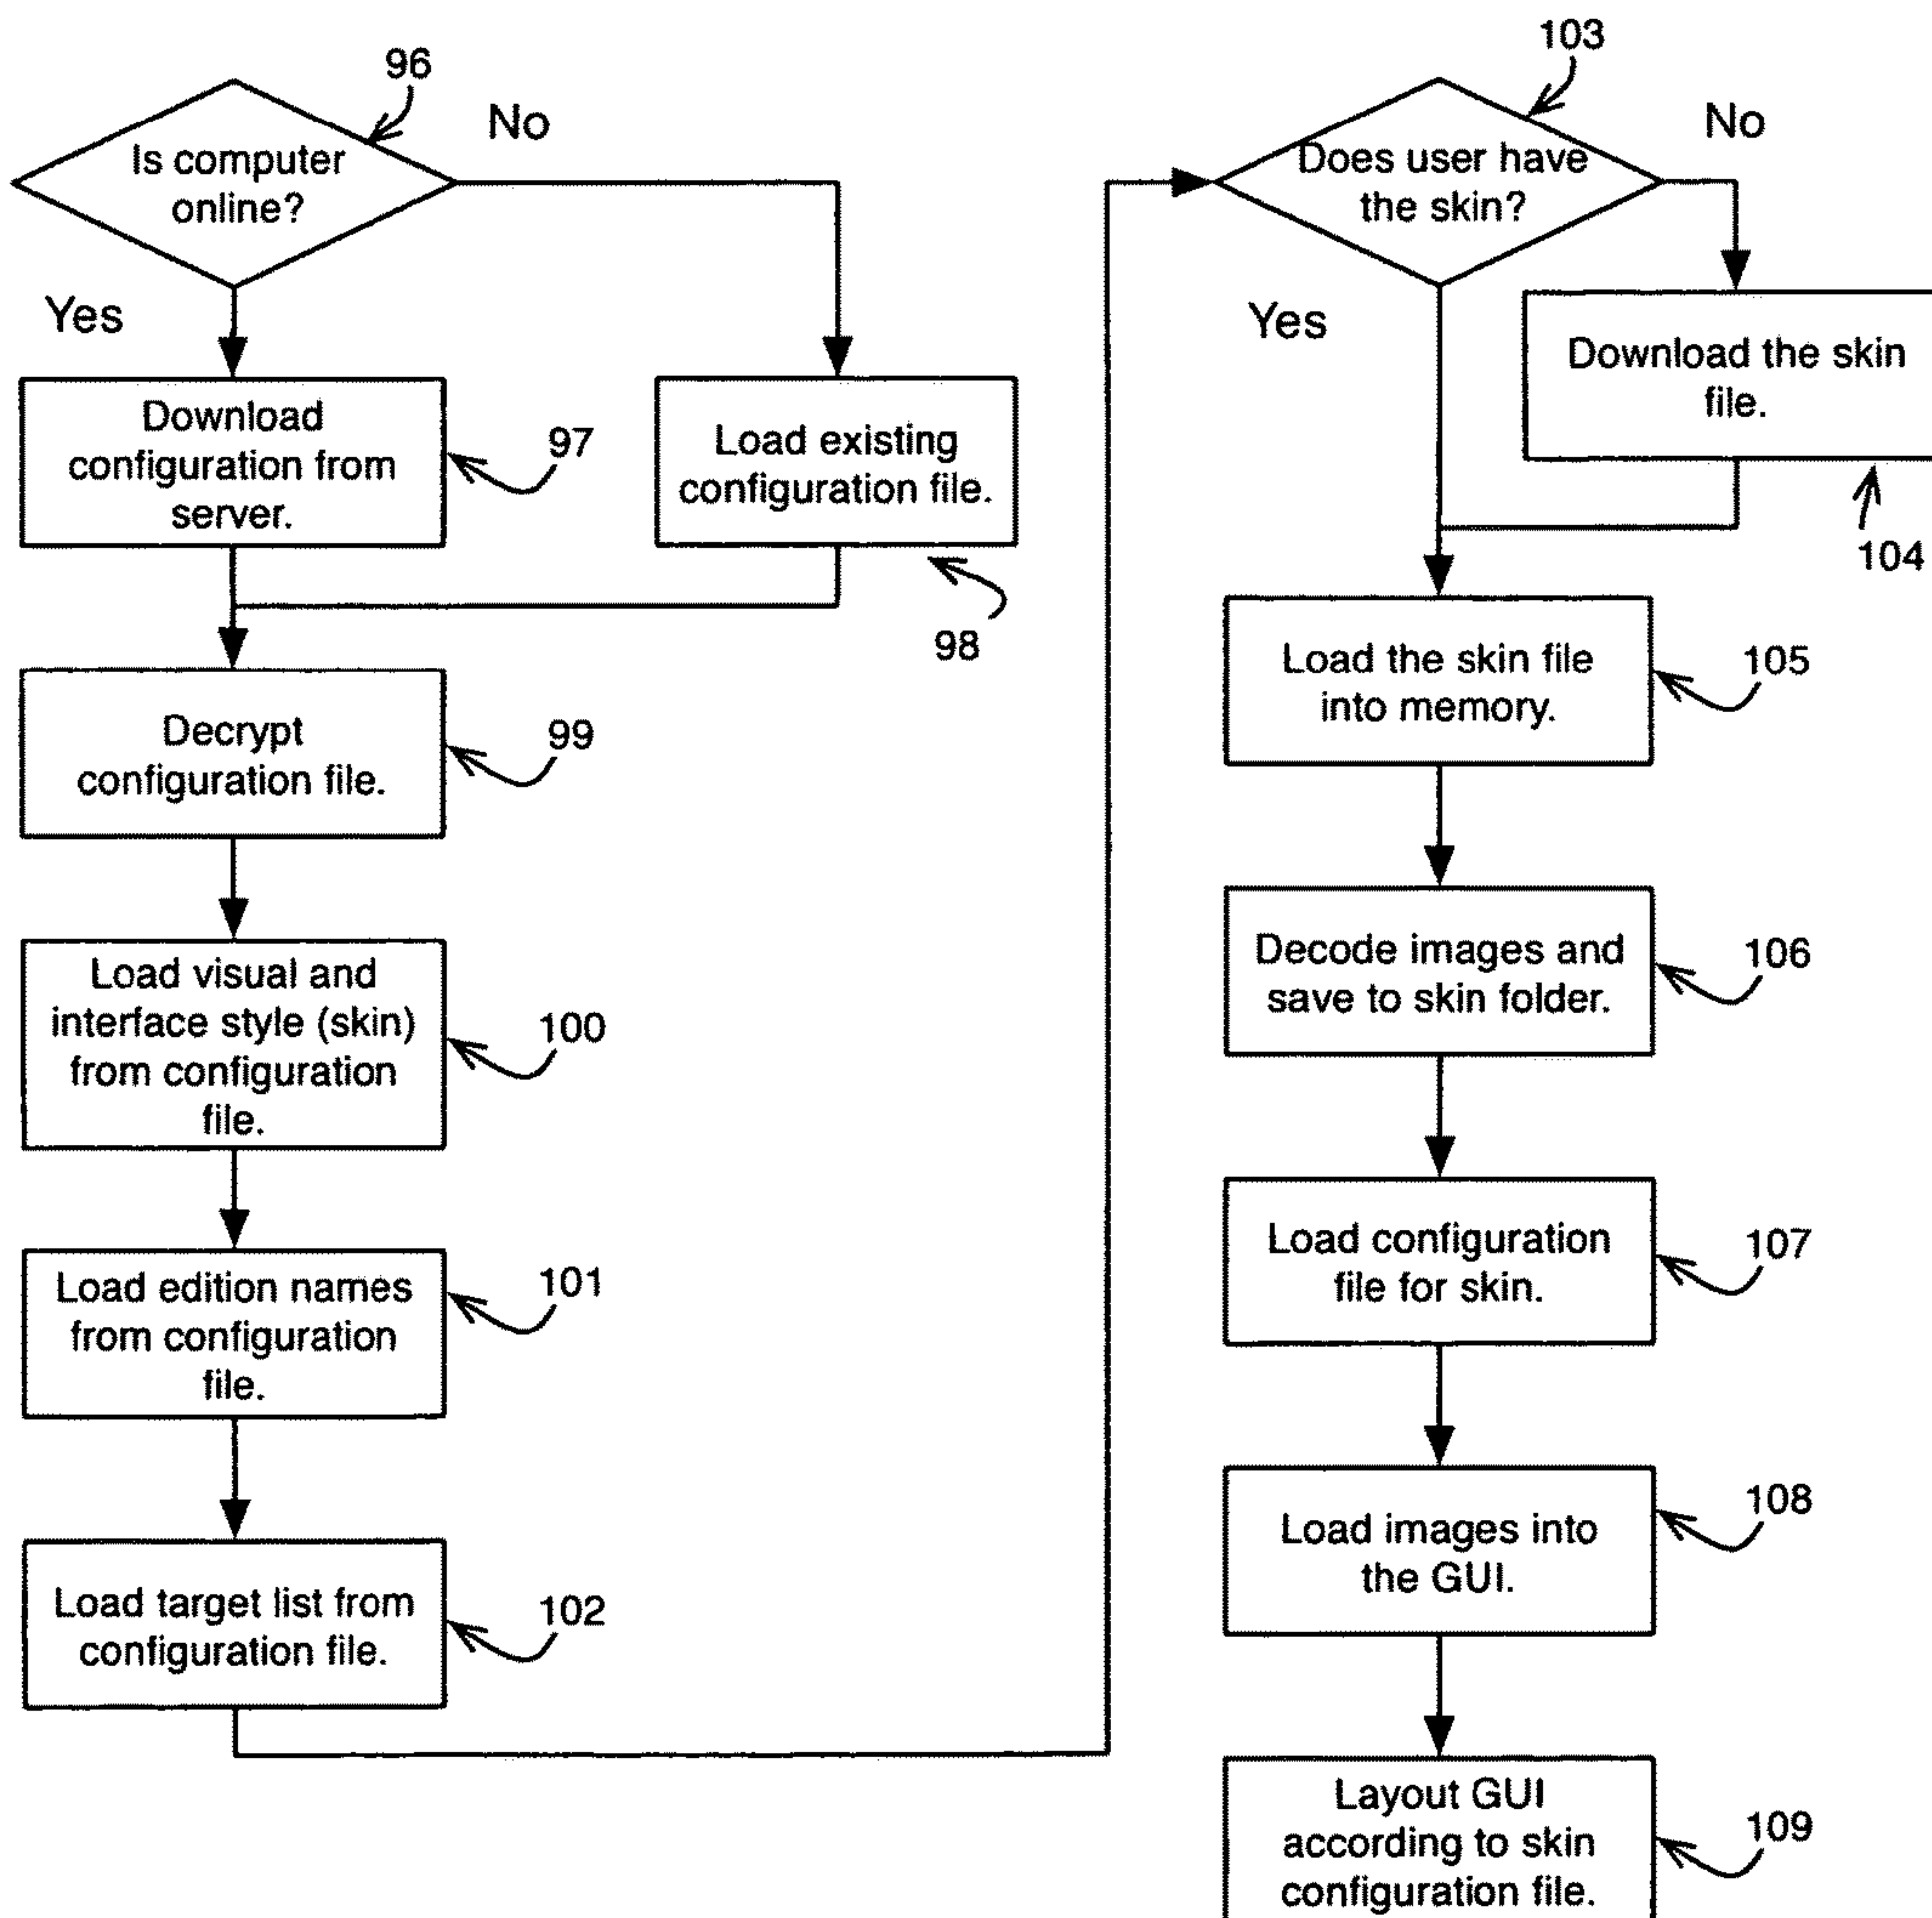 96
No
Is computer
online?
Yes
Download
configuration from
server.
97
Load existing
configuration file.
98
Decrypt
configuration file.
99
Load visual and
interface style (skin)
from configuration
file.
100
Load edition names
from configuration
file.
101
Load target list from
configuration file.
102
103
No
Does user have
the skin?
Yes
Download the skin
file.
104
Load the skin file
into memory.
105
Decode images and
save to skin folder.
106
Load configuration
file for skin.
107
Load images into
the GUI.
108
Layout GUI
according to skin
configuration file.
109